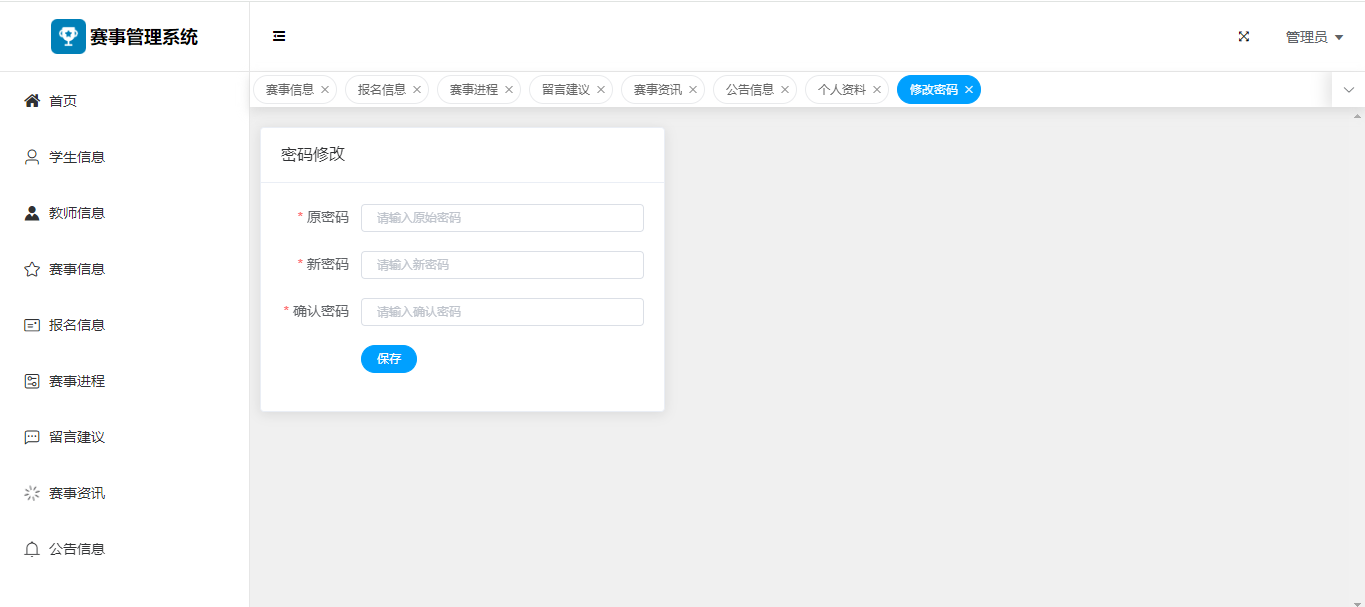 赛事管理系统
管理员
赛事信息 报名信息 赛事进程 留言建议 赛事资讯 公告信息 个人资料 修改密码
首页
学生信息
教师信息
赛事信息
报名信息
赛事进程
留言建议
赛事资讯
公告信息
密码修改
* 原密码 请输入原始密码
* 新密码 请输入新密码
* 确认密码 请输入确认密码
保存